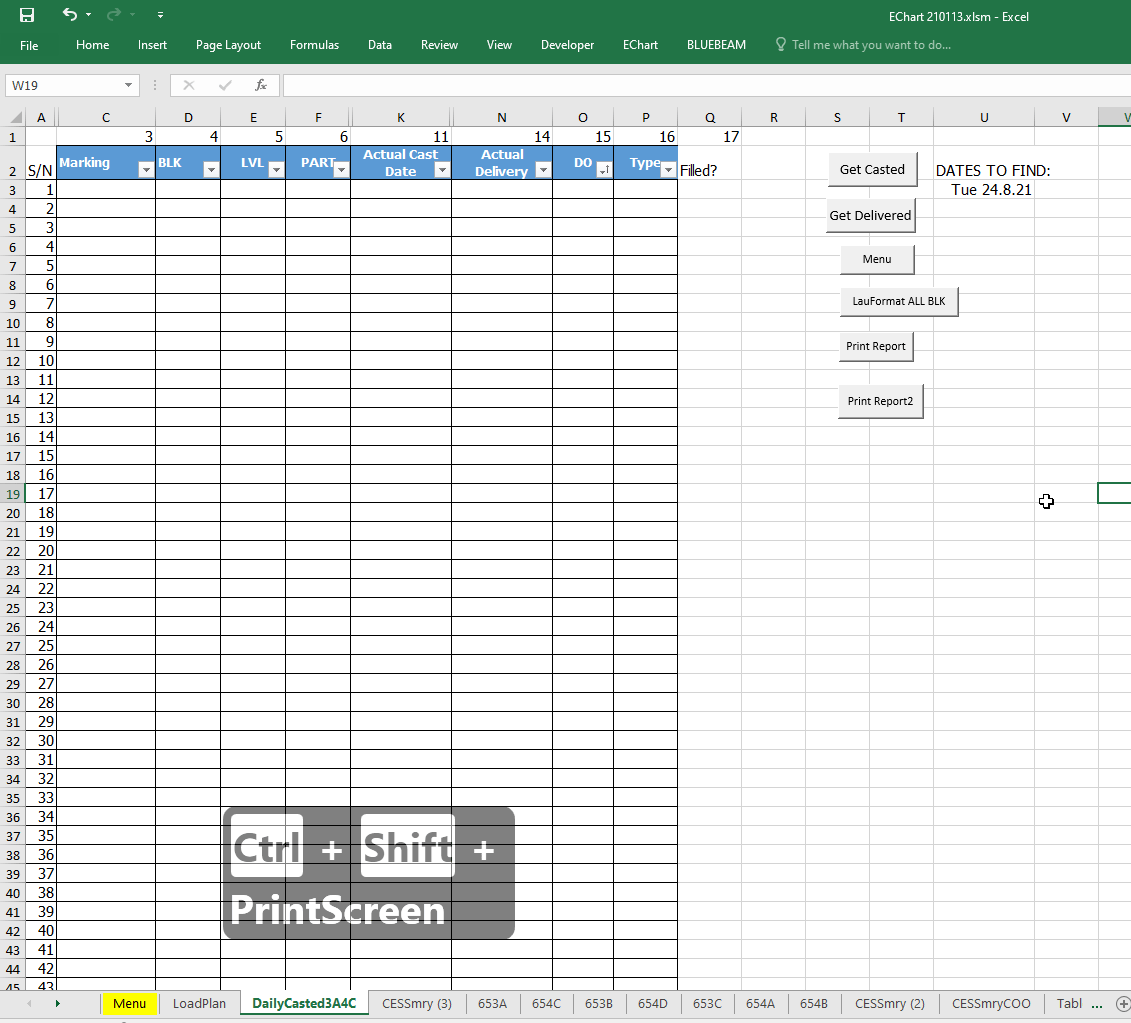 EChart 210113.xlsm - Excel
File Home Insert Page Layout Formulas Data Review View Developer EChart BLUEBEAM Tell me what you want to do...
W19 fx
A C D E F K N O P Q R S T U V W
1 3 4 5 6 11 14 15 16 17
2 S/N Marking BLK LVL PART Actual Cast Date Actual Delivery DO Type Filled? Get Casted DATES TO FIND:
3 1 Tue 24.8.21
4 2 Get Delivered
5 3
6 4
7 5 Menu
8 6
9 7 LauFormat ALL BLK
10 8
11 9 Print Report
12 10
13 11
14 12 Print Report2
15 13
16 14
17 15
18 16
19 17
20 18
21 19
22 20
23 21
24 22
25 23
26 24
27 25
28 26
29 27
30 28
31 29
32 30
33 31
34 32
35 33
36 34
37 35
38 36
39 37
40 38
41 39
42 40
43 41
44 42
45 43
Ctrl + Shift +
PrintScreen
Menu LoadPlan DailyCasted3A4C CESSmry (3) 653A 654C 653B 654D 653C 654A 654B CESSmry (2) CESSmryCOO Tabl ...